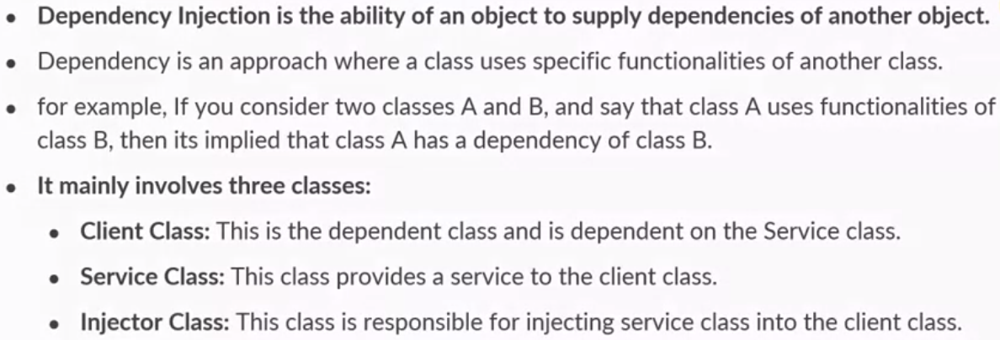 • Dependency Injection is the ability of an object to supply dependencies of another object.
• Dependency is an approach where a class uses specific functionalities of another class.
• for example, If you consider two classes A and B, and say that class A uses functionalities of
class B, then its implied that class A has a dependency of class B.
• It mainly involves three classes:
• Client Class: This is the dependent class and is dependent on the Service class.
• Service Class: This class provides a service to the client class.
• Injector Class: This class is responsible for injecting service class into the client class.